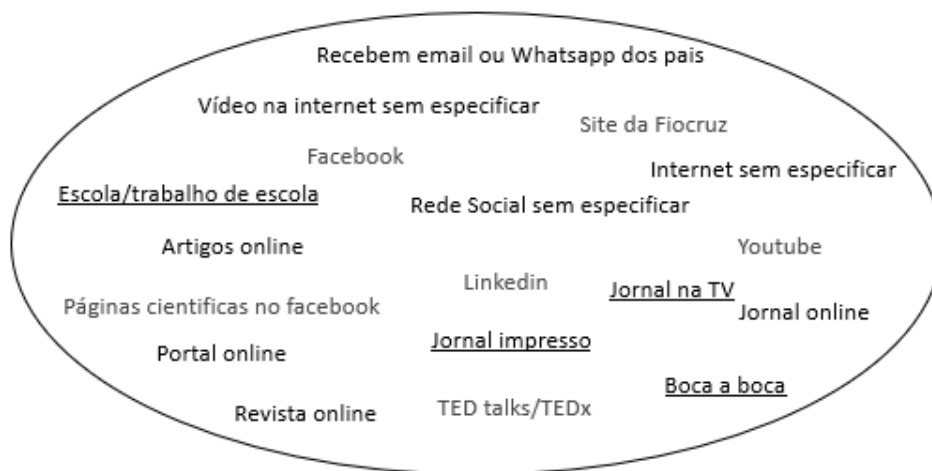 Recebem email ou Whatsapp dos pais
Vídeo na internet sem especificar
Site da Fiocruz
Facebook
Internet sem especificar
Escola/trabalho de escola
Rede Social sem especificar
Artigos online
Youtube
Linkedin
Jornal na TV
Páginas cientificas no facebook
Jornal online
Jornal impresso
Portal online
Boca a boca
Revista online
TED talks/TEDx